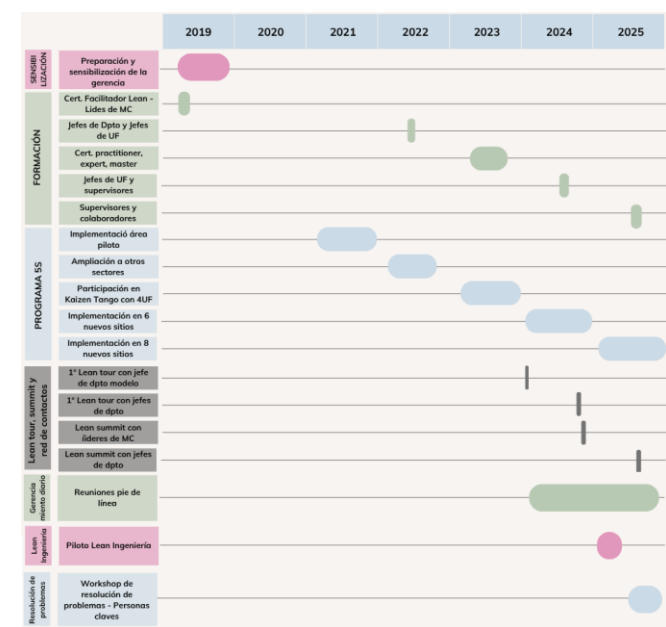 2019 2020 2021 2022 2023 2024 2025
SENSIBI
LIZACIÓN
Preparación y
sensibilización de la
gerencia
FORMACIÓN
Cert. Facilitador Lean -
Lides de MC
Jefes de Dpto y Jefes
de UF
Cert. practitioner,
expert, master
Jefes de UF y
supervisores
Supervisores y
colaboradores
PROGRAMA 5S
Implementació área
piloto
Ampliación a otros
sectores
Participación en
Kaizen Tango con 4UF
Implementación en 6
nuevos sitios
Implementación en 8
nuevos sitios
Lean tour, summit y
red de contactos
1° Lean tour con jefe
de dpto modelo
1° Lean tour con jefes
de dpto
Lean summit con
líderes de MC
Lean summit con jefes
de dpto
Gerencia
miento diario
Reuniones pie de
línea
Lean
Ingeniería
Piloto Lean Ingeniería
Resolución de
problemas
Workshop de
resolución de
problemas - Personas
claves